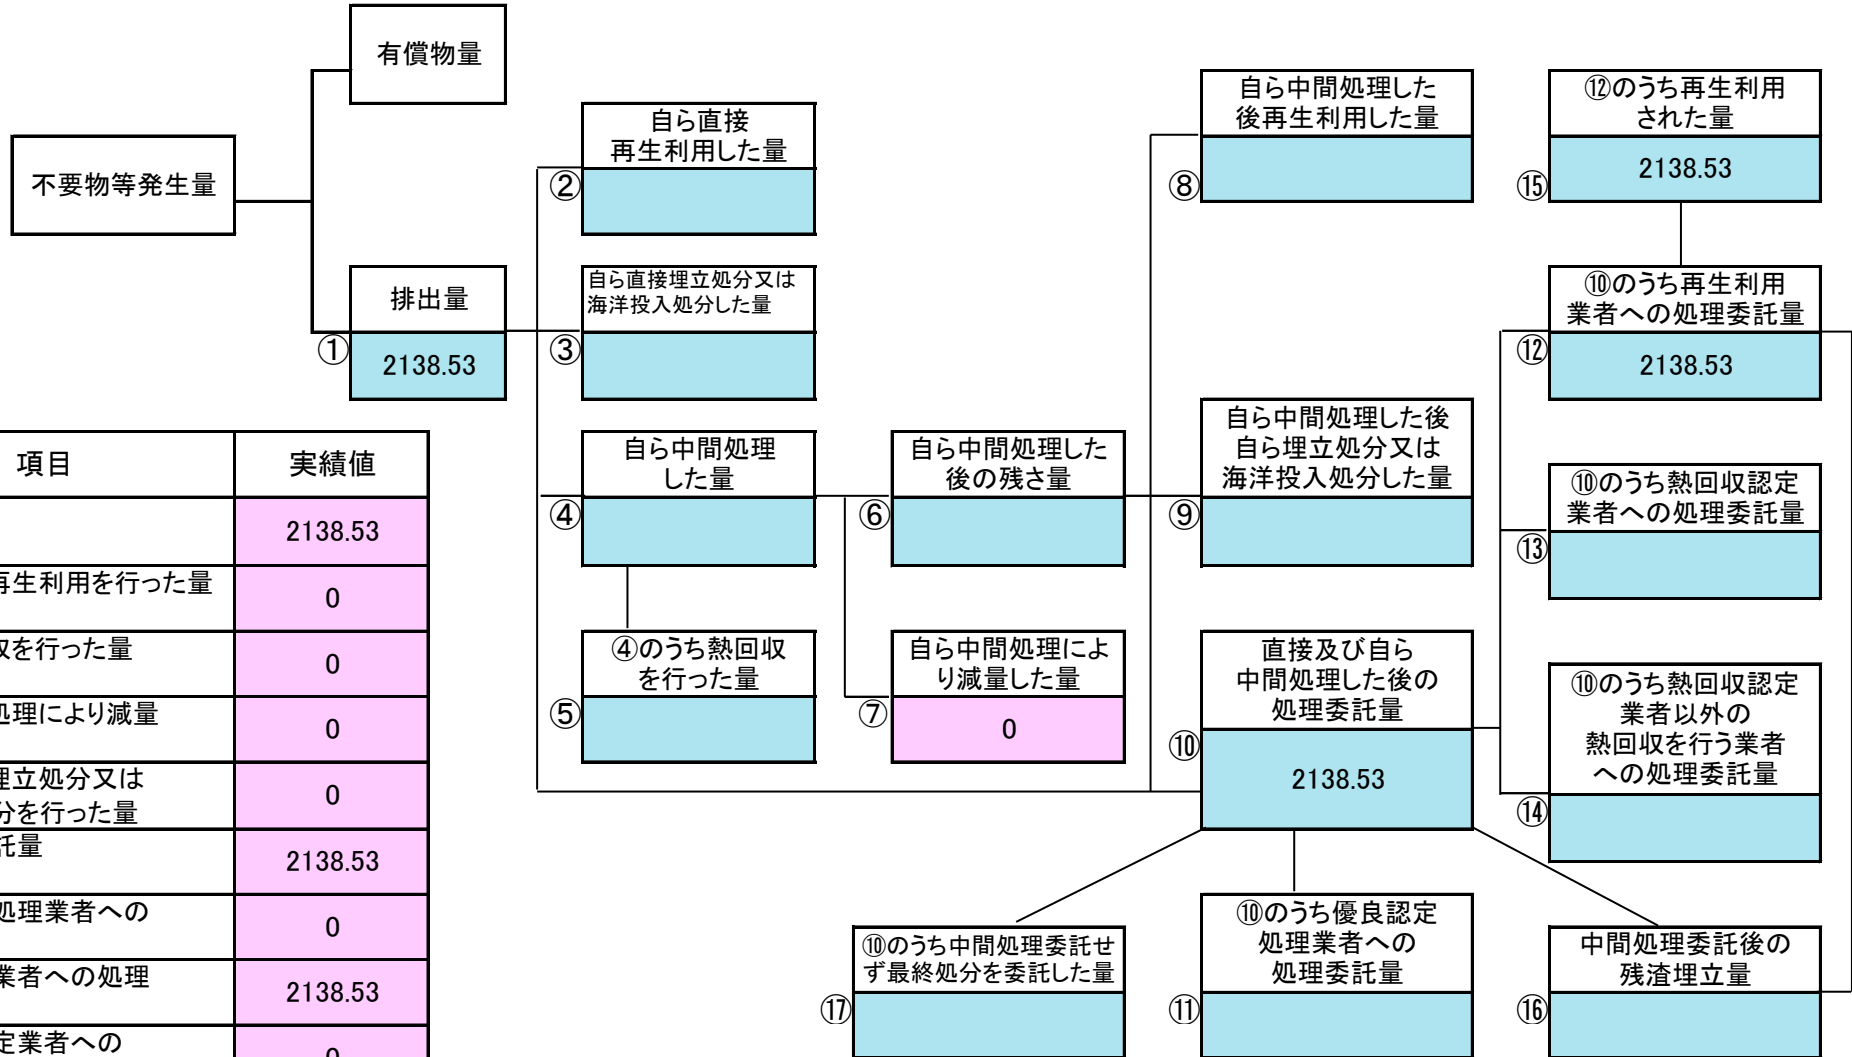 有償物量
不要物等発生量
排出量
①
2138.53
自ら直接
再生利用した量
②
自ら直接埋立処分又は
海洋投入処分した量
③
自ら中間処理
した量
④
④のうち熱回収
を行った量
⑤
自ら中間処理した
後の残さ量
⑥
自ら中間処理によ
り減量した量
⑦
0
自ら中間処理した
後再生利用した量
⑧
自ら中間処理した後
自ら埋立処分又は
海洋投入処分した量
⑨
直接及び自ら
中間処理した後の
処理委託量
⑩
2138.53
⑫のうち再生利用
された量
⑮
2138.53
⑩のうち再生利用
業者への処理委託量
⑫
2138.53
⑩のうち熱回収認定
業者への処理委託量
⑬
⑩のうち熱回収認定
業者以外の
熱回収を行う業者
への処理委託量
⑭
⑩のうち中間処理委託せ
ず最終処分を委託した量
⑰
⑩のうち優良認定
処理業者への
処理委託量
⑪
中間処理委託後の
残渣埋立量
⑯
項目 実績値
2138.53
再生利用を行った量 0
を行った量 0
処理により減量 0
埋立処分又は
分を行った量 0
託量 2138.53
処理業者への 0
業者への処理 2138.53
定業者への 0